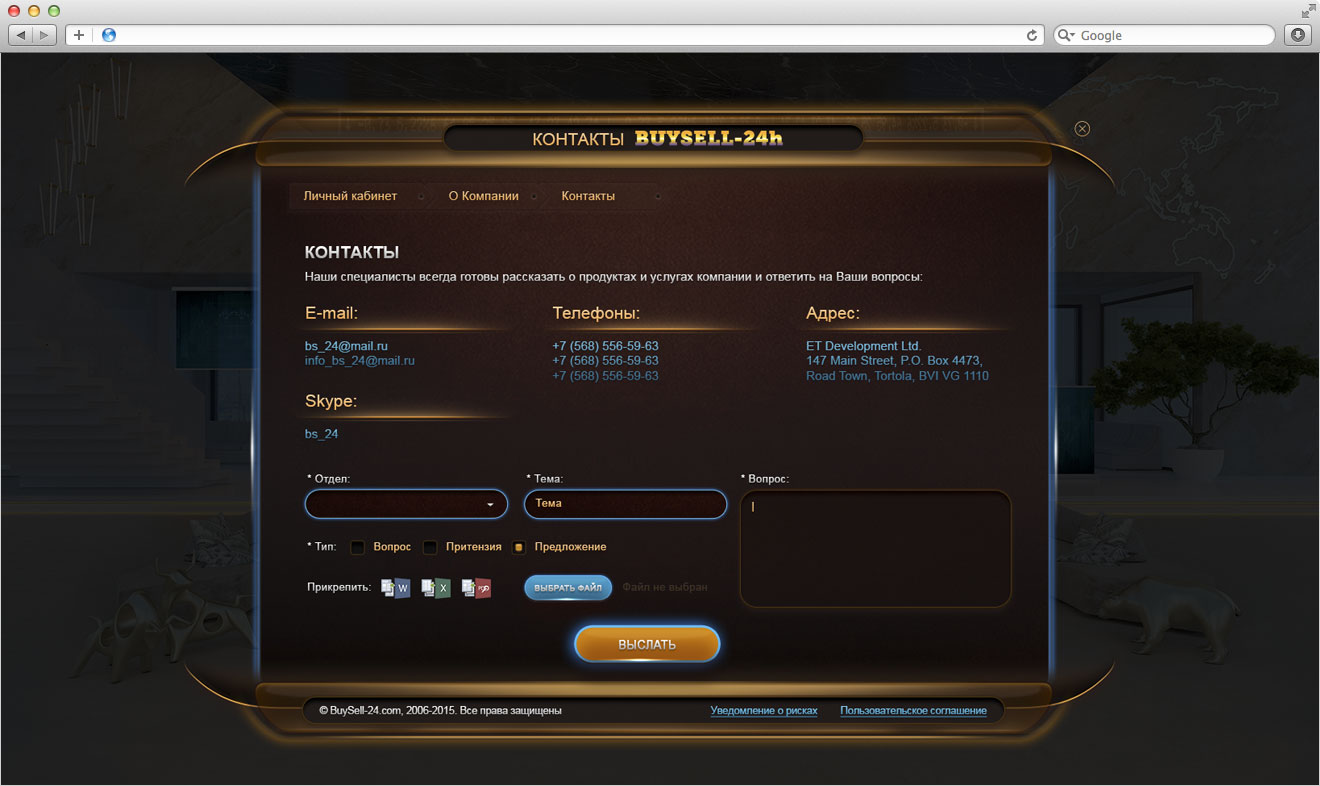 Google
КОНТАКТЫ BUYSELL-24h
Личный кабинет О Компании Контакты
КОНТАКТЫ
Наши специалисты всегда готовы рассказать о продуктах и услугах компании и ответить на Ваши вопросы:
E-mail: Телефоны: Адрес:
bs_24@mail.ru +7 (568) 556-59-63 ET Development Ltd.
info_bs_24@mail.ru +7 (568) 556-59-63 147 Main Street, P.O. Box 4473,
+7 (568) 556-59-63 Road Town, Tortola, BVI VG 1110
Skype:
bs_24
* Отдел: * Тема: * Вопрос:
Тема
* Тип: Вопрос Притензия Предложение
Прикрепить: W X PDF ВЫБРАТЬ ФАЙЛ Файл не выбран
ВЫСЛАТЬ
© BuySell-24.com, 2006-2015. Все права защищены Уведомление о рисках Пользовательское соглашение